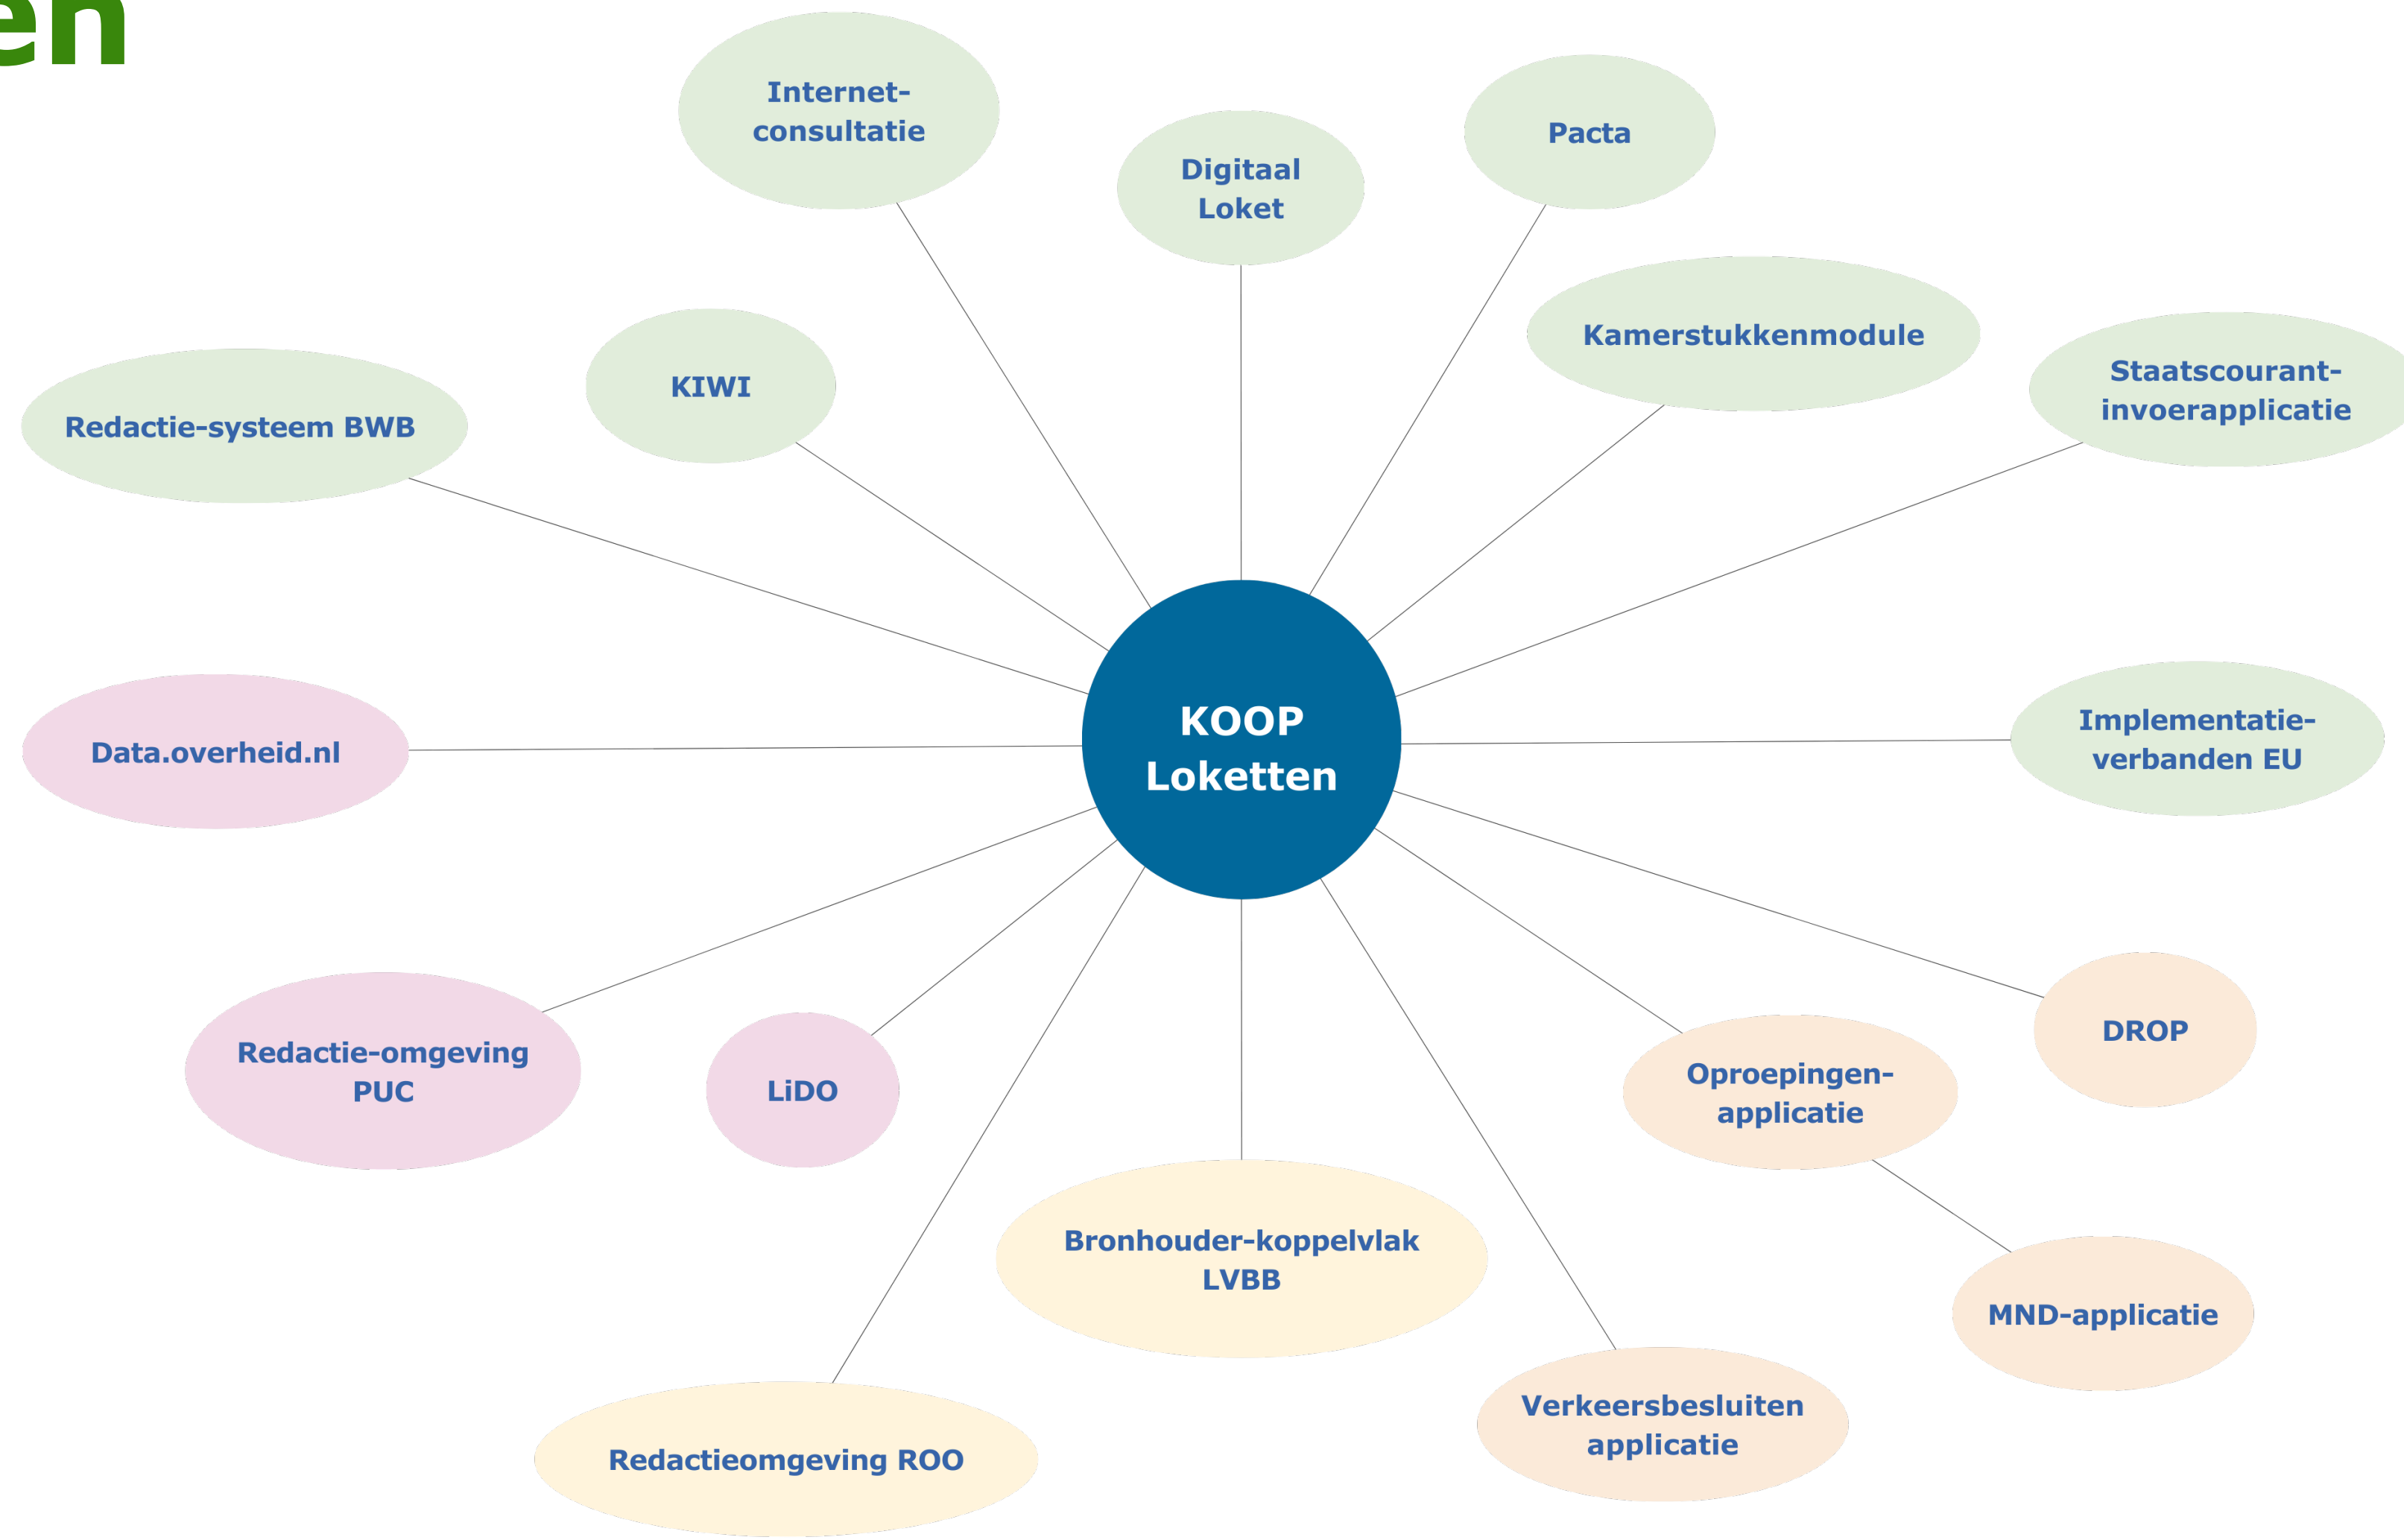 en
Internet-
consultatie
Digitaal
Loket
Pacta
Kamerstukkenmodule
Staatscourant-
invoerapplicatie
KIWI
Redactie-systeem BWB
KOOP
Loketten
Data.overheid.nl
Implementatie-
verbanden EU
Redactie-omgeving
PUC
LiDO
Oproepingen-
applicatie
DROP
Bronhouder-koppelvlak
LVBB
MND-applicatie
Verkeersbesluiten
applicatie
Redactieomgeving ROO